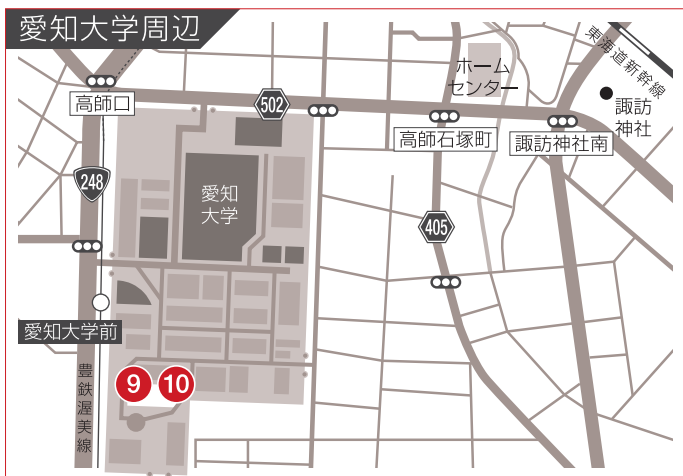 愛知大学周辺
東海道新幹線
ホーム
センター
諏訪
神社
高師口
502
高師石塚町
諏訪神社南
248
愛知
大学
405
愛知大学前
豊鉄渥美線
9
10